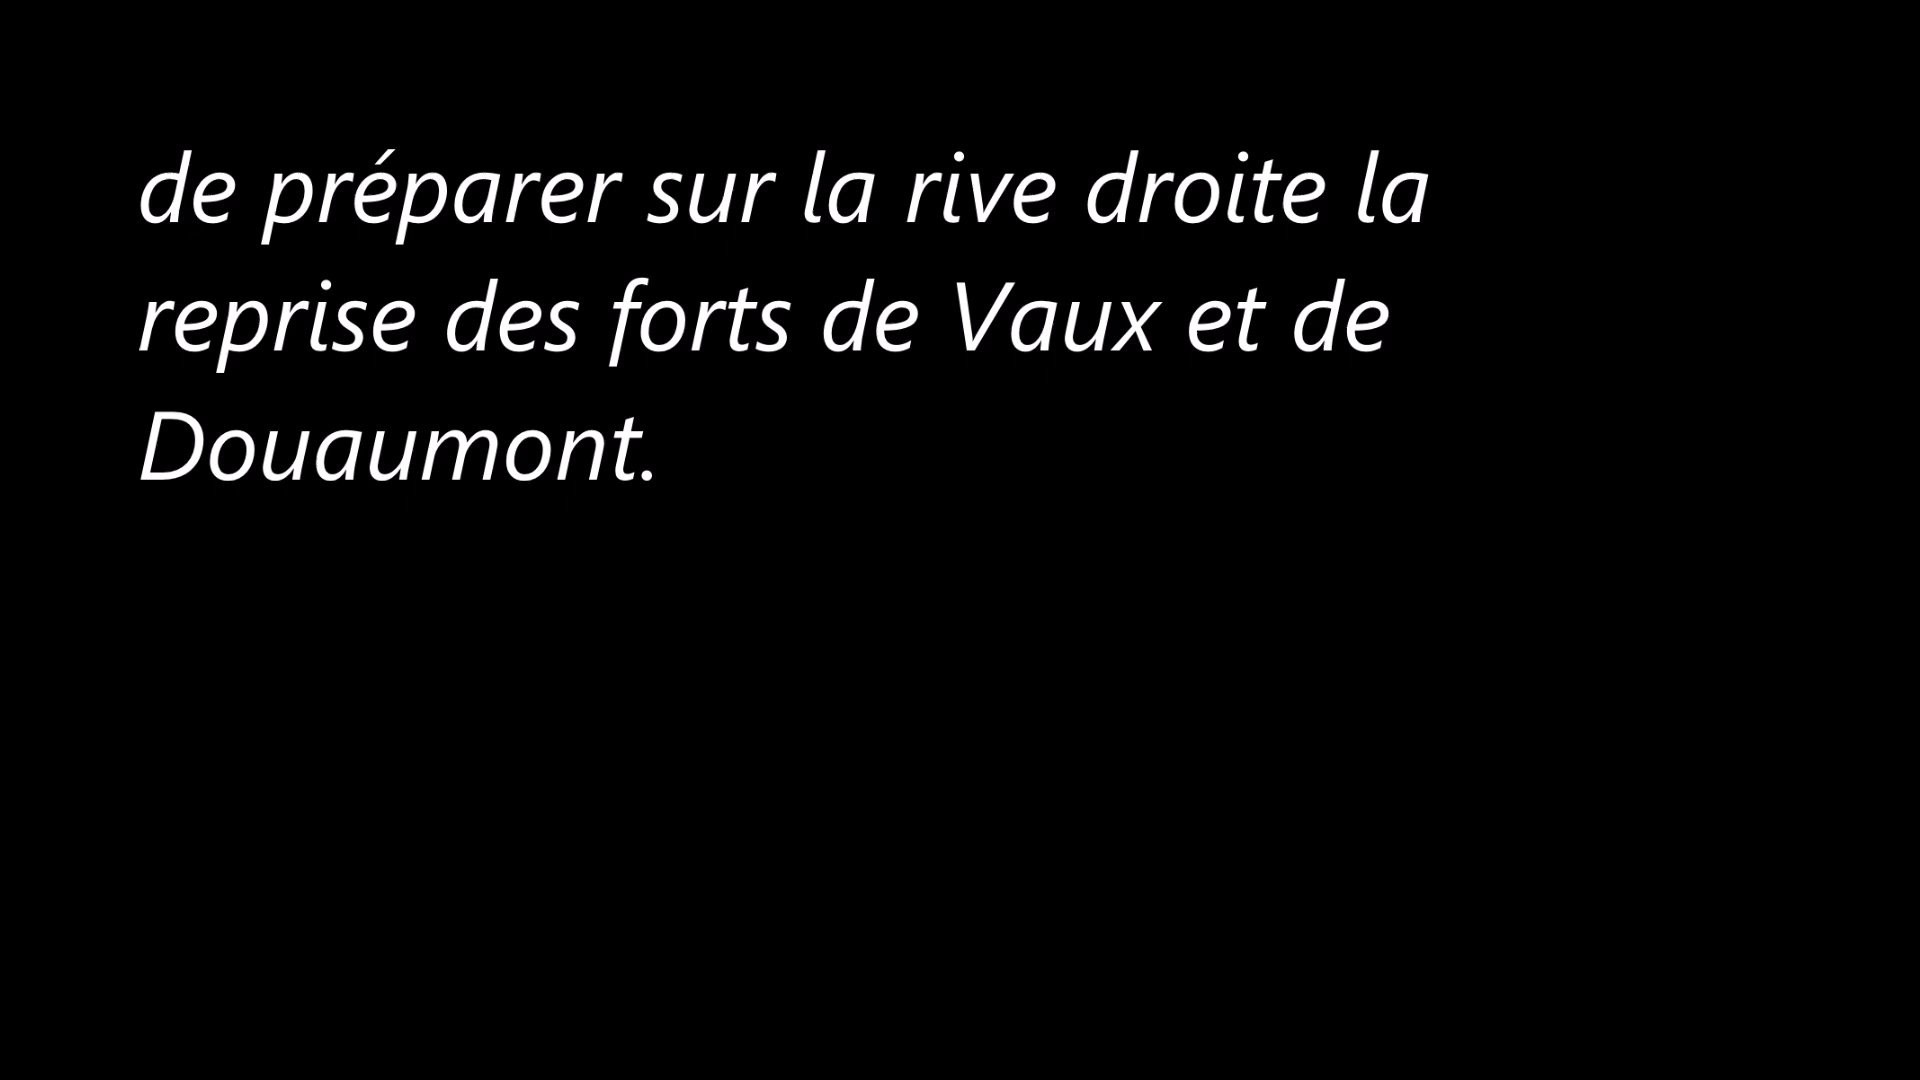 de préparer sur la rive droite la
reprise des forts de Vaux et de
Douaumont.